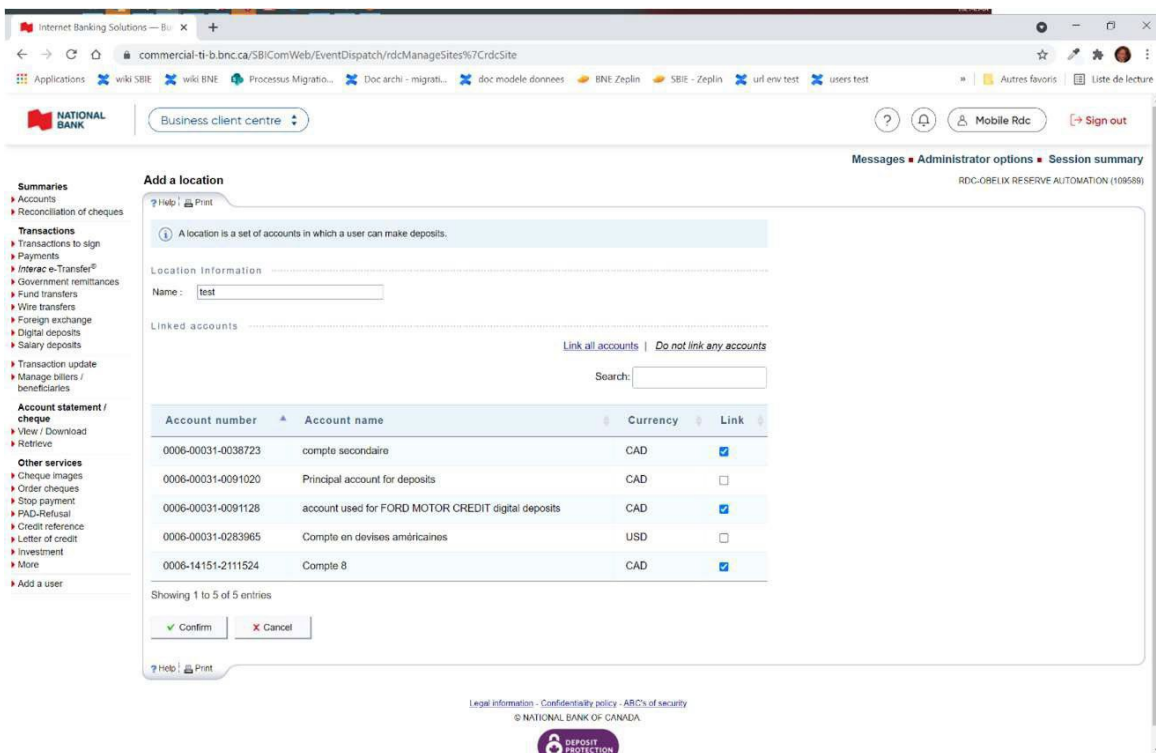 Internet Banking Solutions — Bu
commercial-ti-b.bnc.ca/SBIComWeb/EventDispatch/rdcManageSites%7CrdcSite
Applications wiki SBIE wiki BNE Processus Migratio... Doc archi - migrati... doc modele donnees BNE Zeplin SBIE - Zeplin url env test users test » Autres favoris Liste de lecture
NATIONAL BANK
Business client centre
? Mobile Rdc Sign out
Messages Administrator options Session summary
RDC-OBELIX RESERVE AUTOMATION (109589)
Summaries
Accounts
Reconciliation of cheques
Transactions
Transactions to sign
Payments
Interac e-Transfer®
Government remittances
Fund transfers
Wire transfers
Foreign exchange
Digital deposits
Salary deposits
Transaction update
Manage billers /
beneficiaries
Account statement /
cheque
View / Download
Retrieve
Other services
Cheque images
Order cheques
Stop payment
PAD-Refusal
Credit reference
Letter of credit
Investment
More
Add a user
Add a location
? Help Print
A location is a set of accounts in which a user can make deposits.
Location Information
Name : test
Linked accounts
Link all accounts | Do not link any accounts
Search:
Account number Account name Currency Link
0006-00031-0038723 compte secondaire CAD
0006-00031-0091020 Principal account for deposits CAD
0006-00031-0091128 account used for FORD MOTOR CREDIT digital deposits CAD
0006-00031-0283965 Compte en devises américaines USD
0006-14151-2111524 Compte 8 CAD
Showing 1 to 5 of 5 entries
Confirm X Cancel
? Help Print
Legal information - Confidentiality policy - ABC's of security
© NATIONAL BANK OF CANADA
DEPOSIT
PROTECTION